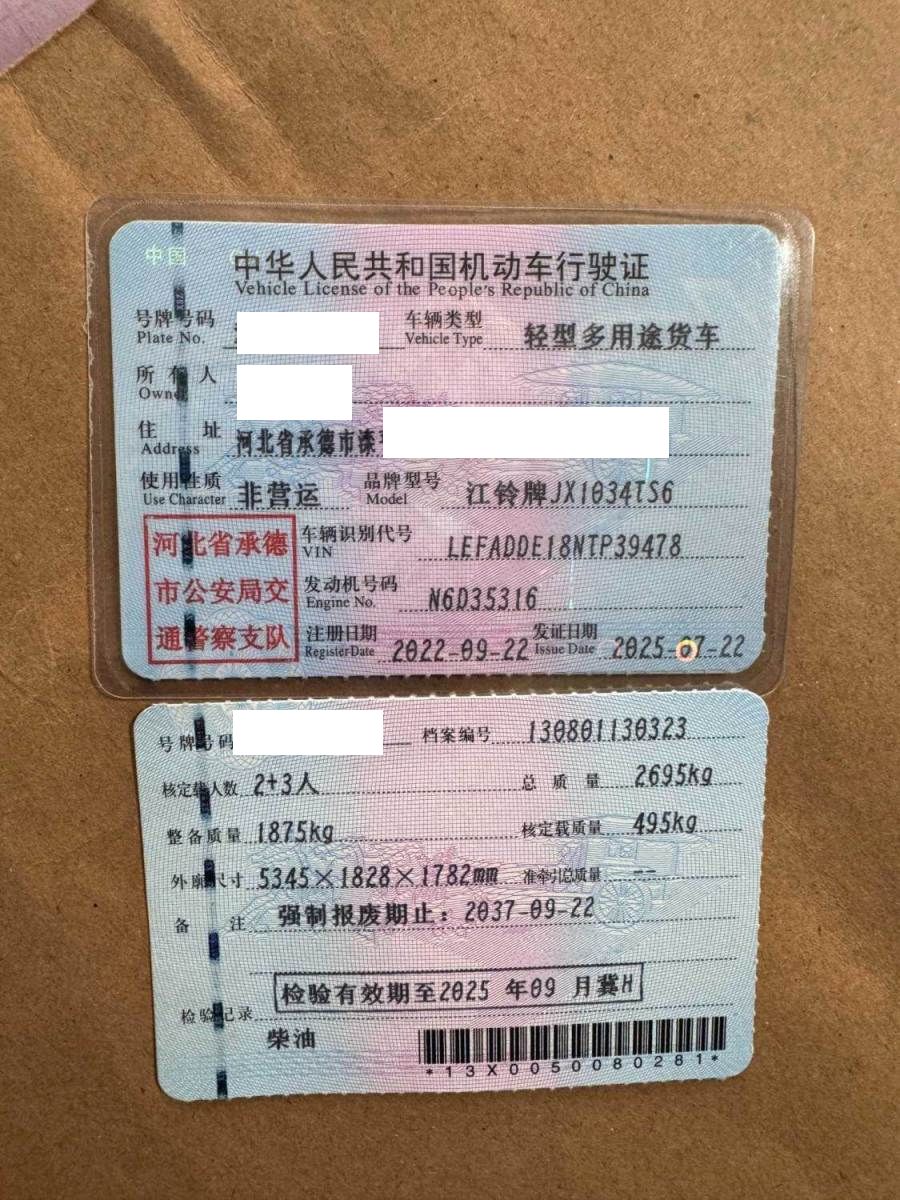 中国
中华人民共和国机动车行驶证
Vehicle License of the People's Republic of China
号牌号码 车辆类型 轻型多用途货车
Plate No. Vehicle Type
所有人
Owner
住址 河北省承德市滦
Address
使用性质 非营运 品牌型号 江铃牌JX1034TS6
Use Character Model
河北省承德 车辆识别代号 LEFADDE18NTP39478
VIN
市公安局交 发动机号码 N6D35316
Engine No.
通警察支队 注册日期 2022-09-22 发证日期 2025-07-22
Register Date Issue Date
号牌号码 档案编号 130801130323
核定载人数 2+3人 总质量 2695kg
整备质量 1875kg 核定载质量 495kg
外廓尺寸 5345×1828×1782mm 准牵引总质量 --
备注 强制报废期止：2037-09-22
检验记录 检验有效期至2025 年09 月冀H
柴油
*13X0050080281*